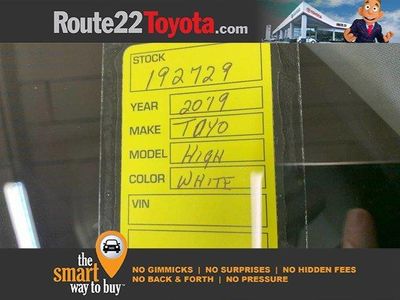 Route22Toyota.com
STOCK
192729
YEAR 2019
MAKE TOYO
MODEL HIGH
COLOR WHITE
VIN
the
smart
way to buy™
NO GIMMICKS | NO SURPRISES | NO HIDDEN FEES
NO BACK & FORTH | NO PRESSURE